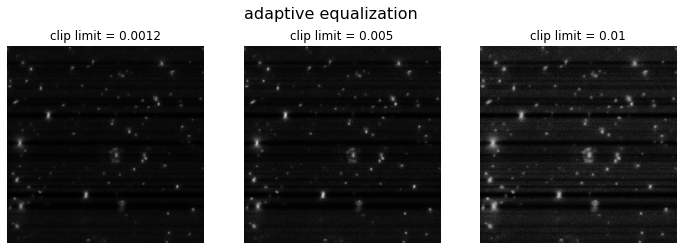 adaptive equalization
clip limit = 0.0012
clip limit = 0.005
clip limit = 0.01